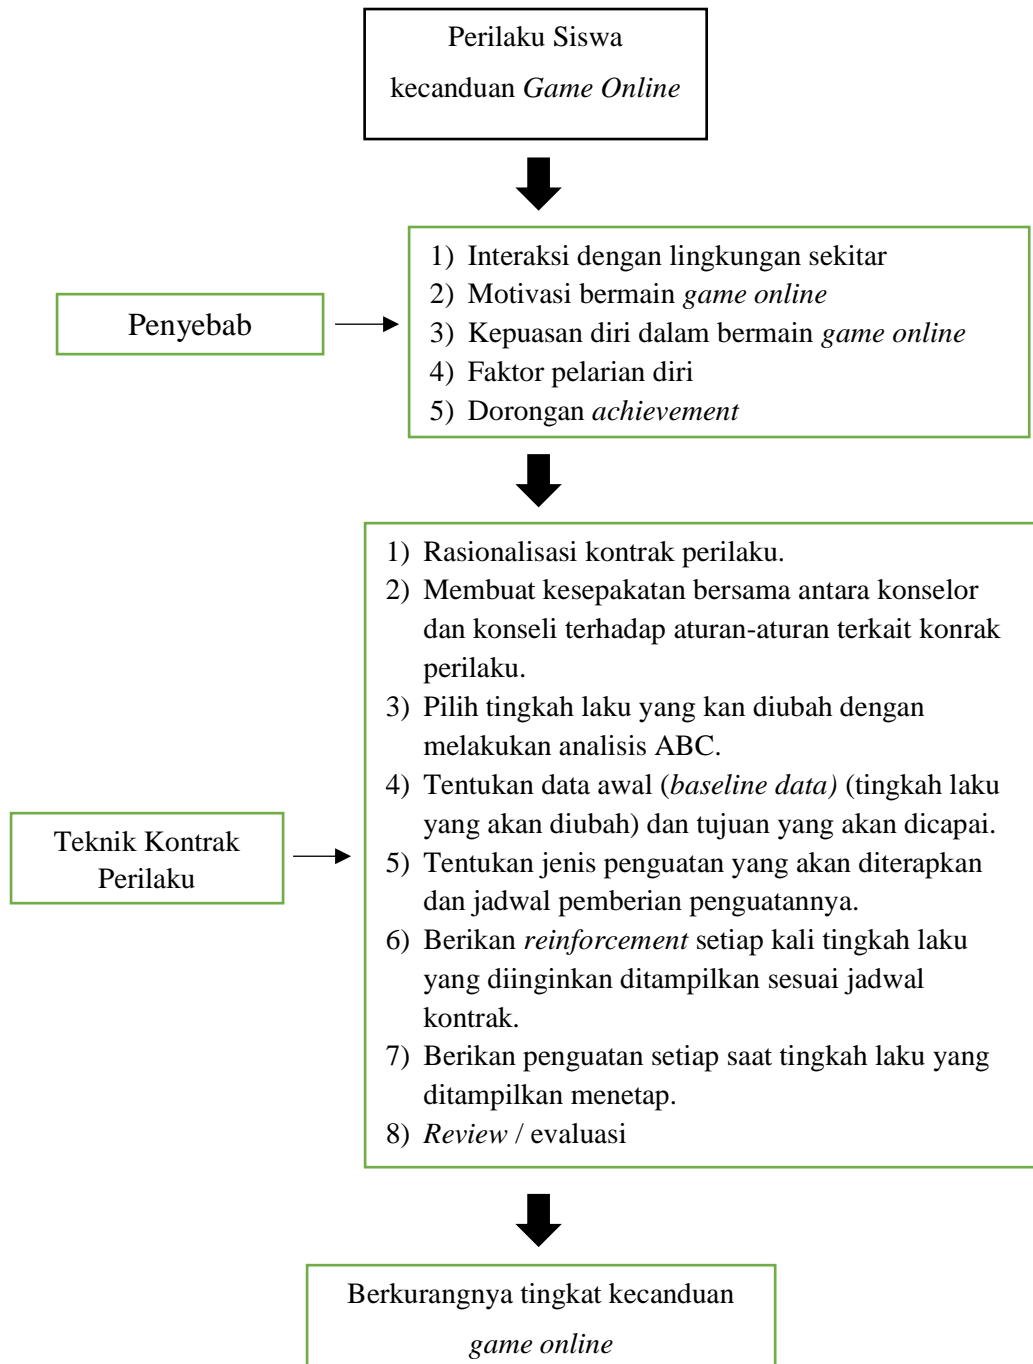 Perilaku Siswa
kecanduan Game Online
Penyebab
1) Interaksi dengan lingkungan sekitar
2) Motivasi bermain game online
3) Kepuasan diri dalam bermain game online
4) Faktor pelarian diri
5) Dorongan achievement
Teknik Kontrak
Perilaku
1) Rasionalisasi kontrak perilaku.
2) Membuat kesepakatan bersama antara konselor
dan konseli terhadap aturan-aturan terkait konrak
perilaku.
3) Pilih tingkah laku yang kan diubah dengan
melakukan analisis ABC.
4) Tentukan data awal (baseline data) (tingkah laku
yang akan diubah) dan tujuan yang akan dicapai.
5) Tentukan jenis penguatan yang akan diterapkan
dan jadwal pemberian penguatannya.
6) Berikan reinforcement setiap kali tingkah laku
yang diinginkan ditampilkan sesuai jadwal
kontrak.
7) Berikan penguatan setiap saat tingkah laku yang
ditampilkan menetap.
8) Review / evaluasi
Berkurangnya tingkat kecanduan
game online